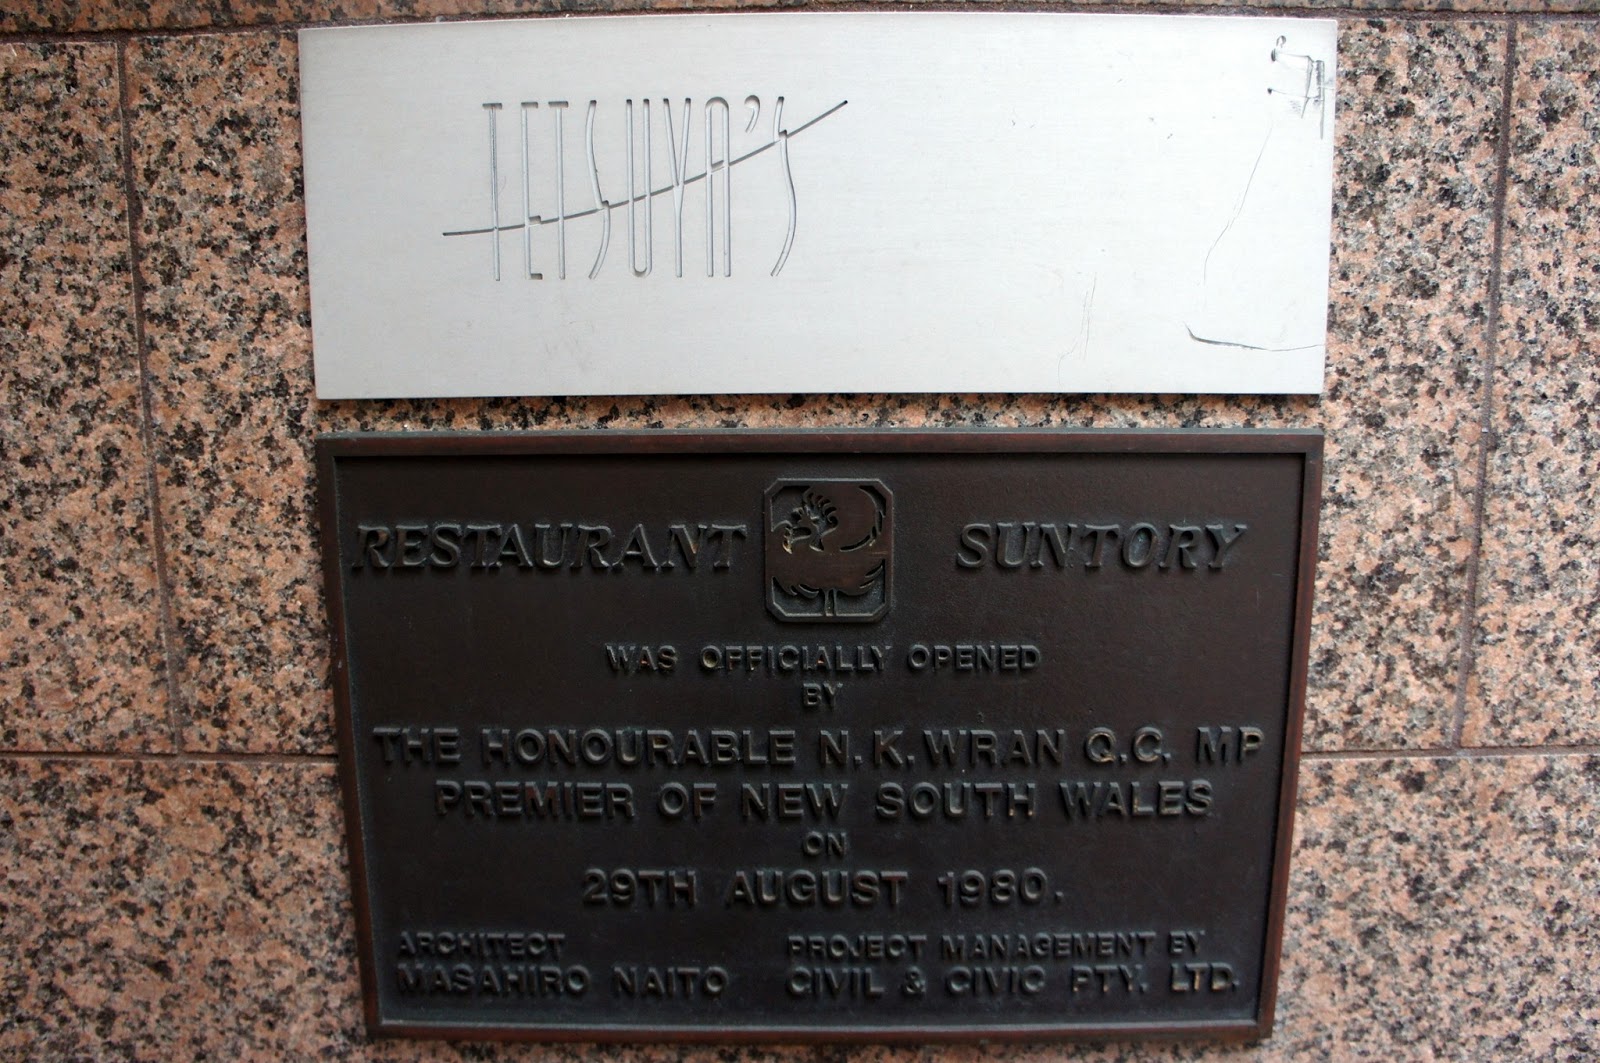 TETSUYA'S
RESTAURANT SUNTORY
WAS OFFICIALLY OPENED
BY
THE HONOURABLE N.K. WRAN Q.C. MP
PREMIER OF NEW SOUTH WALES
ON
29TH AUGUST 1980.
ARCHITECT
MASAHIRO NAITO
PROJECT MANAGEMENT BY
CIVIL & CIVIC PTY. LTD.